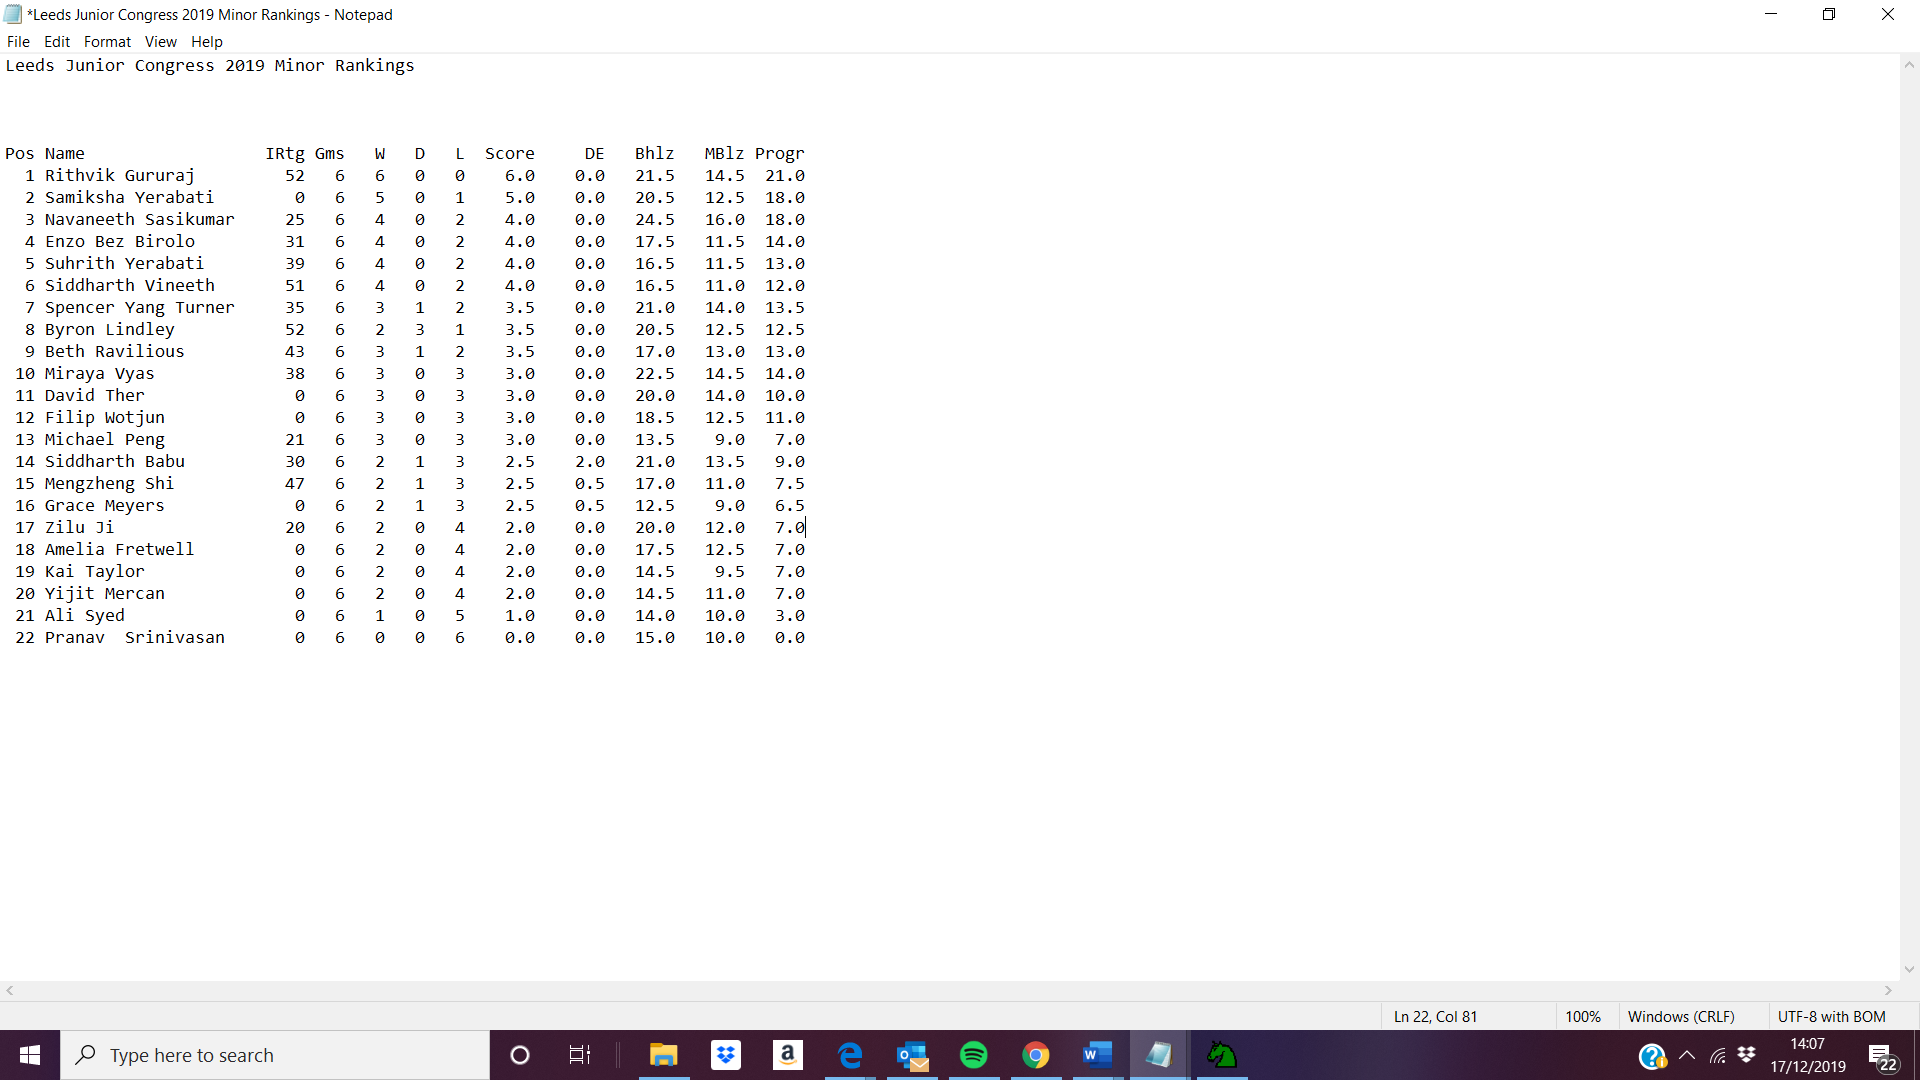 *Leeds Junior Congress 2019 Minor Rankings - Notepad
File Edit Format View Help
Leeds Junior Congress 2019 Minor Rankings
Pos Name IRtg Gms W D L Score DE Bhlz MBlz Progr
1 Rithvik Gururaj 52 6 6 0 0 6.0 0.0 21.5 14.5 21.0
2 Samiksha Yerabati 0 6 5 0 1 5.0 0.0 20.5 12.5 18.0
3 Navaneeth Sasikumar 25 6 4 0 2 4.0 0.0 24.5 16.0 18.0
4 Enzo Bez Birolo 31 6 4 0 2 4.0 0.0 17.5 11.5 14.0
5 Suhrith Yerabati 39 6 4 0 2 4.0 0.0 16.5 11.5 13.0
6 Siddharth Vineeth 51 6 4 0 2 4.0 0.0 16.5 11.0 12.0
7 Spencer Yang Turner 35 6 3 1 2 3.5 0.0 21.0 14.0 13.5
8 Byron Lindley 52 6 2 3 1 3.5 0.0 20.5 12.5 12.5
9 Beth Ravilious 43 6 3 1 2 3.5 0.0 17.0 13.0 13.0
10 Miraya Vyas 38 6 3 0 3 3.0 0.0 22.5 14.5 14.0
11 David Ther 0 6 3 0 3 3.0 0.0 20.0 14.0 10.0
12 Filip Wotjun 0 6 3 0 3 3.0 0.0 18.5 12.5 11.0
13 Michael Peng 21 6 3 0 3 3.0 0.0 13.5 9.0 7.0
14 Siddharth Babu 30 6 2 1 3 2.5 2.0 21.0 13.5 9.0
15 Mengzheng Shi 47 6 2 1 3 2.5 0.5 17.0 11.0 7.5
16 Grace Meyers 0 6 2 1 3 2.5 0.5 12.5 9.0 6.5
17 Zilu Ji 20 6 2 0 4 2.0 0.0 20.0 12.0 7.0
18 Amelia Fretwell 0 6 2 0 4 2.0 0.0 17.5 12.5 7.0
19 Kai Taylor 0 6 2 0 4 2.0 0.0 14.5 9.5 7.0
20 Yijit Mercan 0 6 2 0 4 2.0 0.0 14.5 11.0 7.0
21 Ali Syed 0 6 1 0 5 1.0 0.0 14.0 10.0 3.0
22 Pranav  Srinivasan 0 6 0 0 6 0.0 0.0 15.0 10.0 0.0
Ln 22, Col 81 100% Windows (CRLF) UTF-8 with BOM
Type here to search
14:07
17/12/2019
22